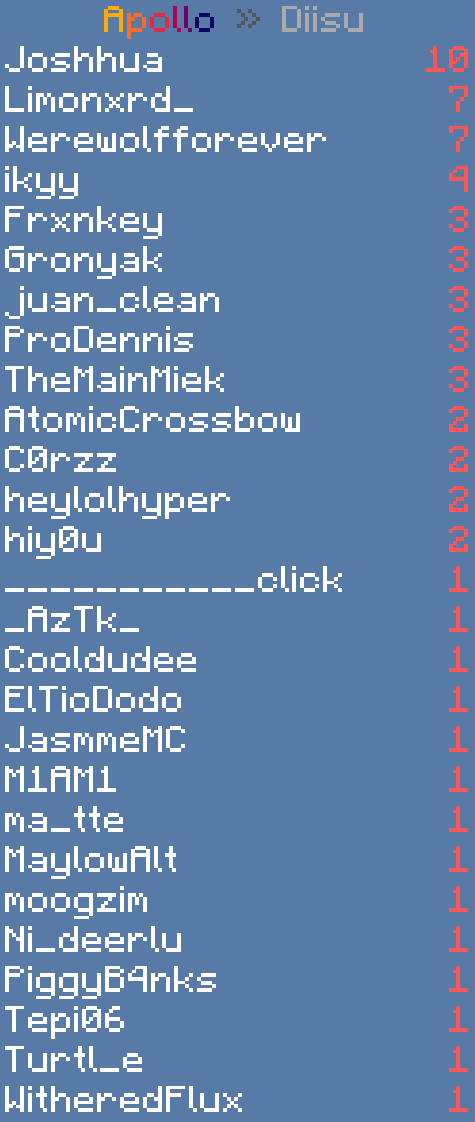 Apollo » Diisu
Joshhua 10
Limonxrd_ 7
Werewolfforever 7
ikyy 4
Frxnkey 3
Gronyak 3
juan_clean 3
ProDennis 3
TheMainMiek 3
AtomicCrossbow 2
C0rzz 2
heylolhyper 2
hiy0u 2
___________click 1
_AzTk_ 1
Cooldudee 1
ElTioDodo 1
JasmmeMC 1
M1AM1 1
ma_tte 1
MaylowAlt 1
moogzim 1
Ni_deerlu 1
PiggyB4nks 1
Tepi06 1
Turtl_e 1
WitheredFlux 1